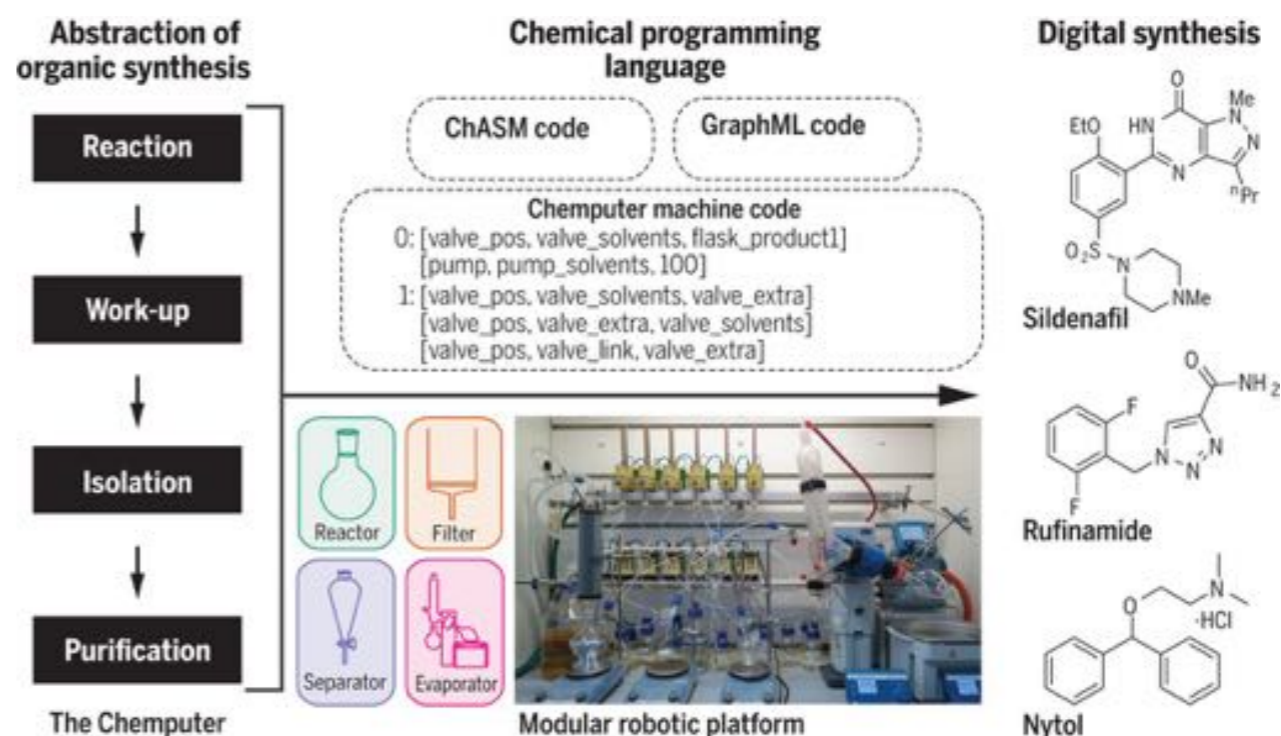 Abstraction of
organic synthesis
Reaction
Work-up
Isolation
Purification
The Chemputer
Chemical programming
language
ChASM code
GraphML code
Chemputer machine code
0: [valve_pos, valve_solvents, flask_product1]
[pump, pump_solvents, 100]
1: [valve_pos, valve_solvents, valve_extra]
[valve_pos, valve_extra, valve_solvents]
[valve_pos, valve_link, valve_extra]
Reactor
Filter
Separator
Evaporator
Modular robotic platform
Digital synthesis
O
Me
EtO
HN
N
N
N
nPr
O2S
N
NMe
Sildenafil
O
NH2
F
N
N
N
F
Rufinamide
N
O
·HCl
Nytol